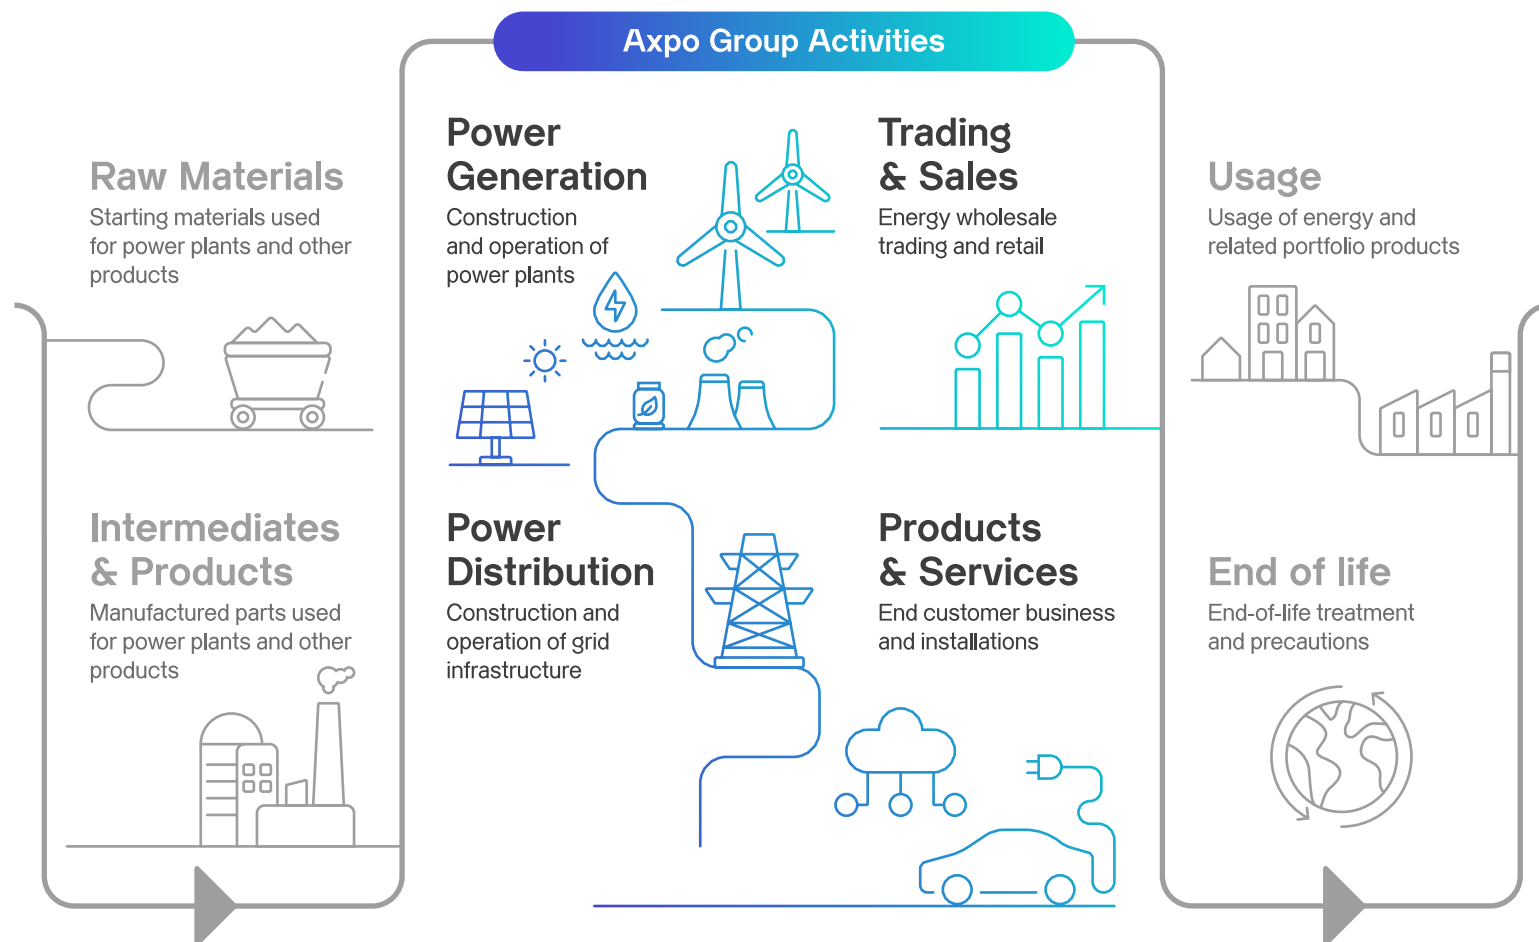 Axpo Group Activities
Raw Materials
Starting materials used
for power plants and other
products
Intermediates
& Products
Manufactured parts used
for power plants and other
products
Power
Generation
Construction
and operation of
power plants
Power
Distribution
Construction and
operation of grid
infrastructure
Trading
& Sales
Energy wholesale
trading and retail
Products
& Services
End customer business
and installations
Usage
Usage of energy and
related portfolio products
End of life
End-of-life treatment
and precautions